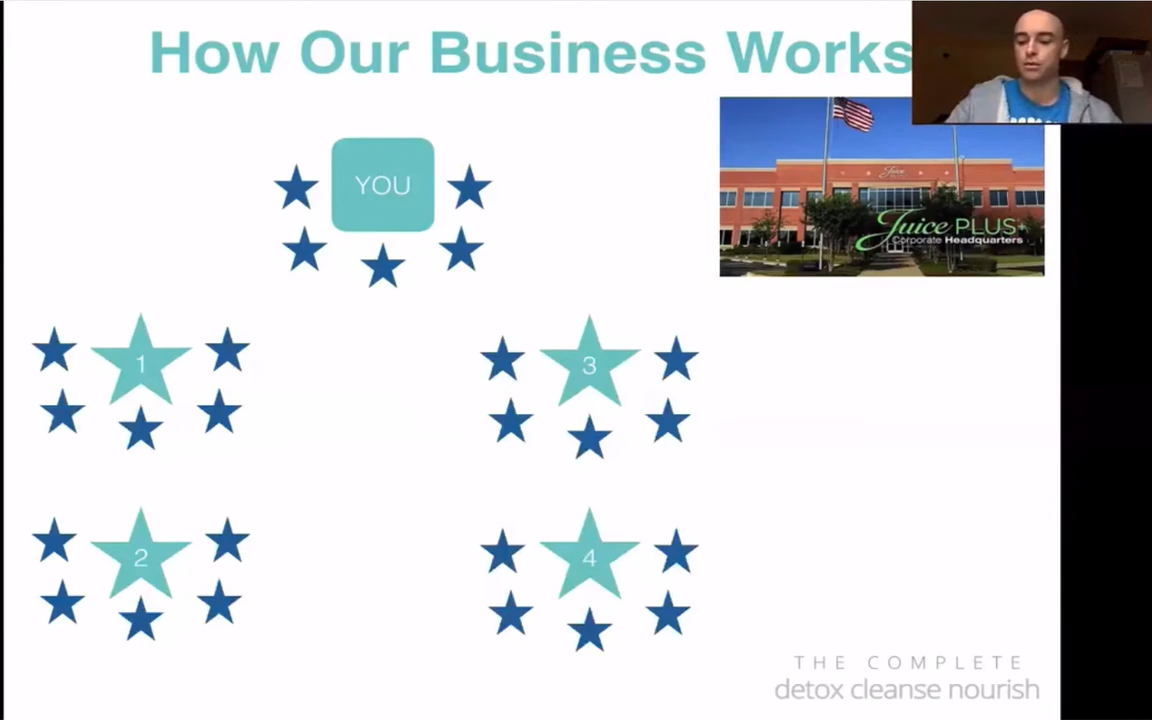 How Our Business Works
YOU
Juice PLUS+
Corporate Headquarters
1
3
2
4
THE COMPLETE
detox cleanse nourish